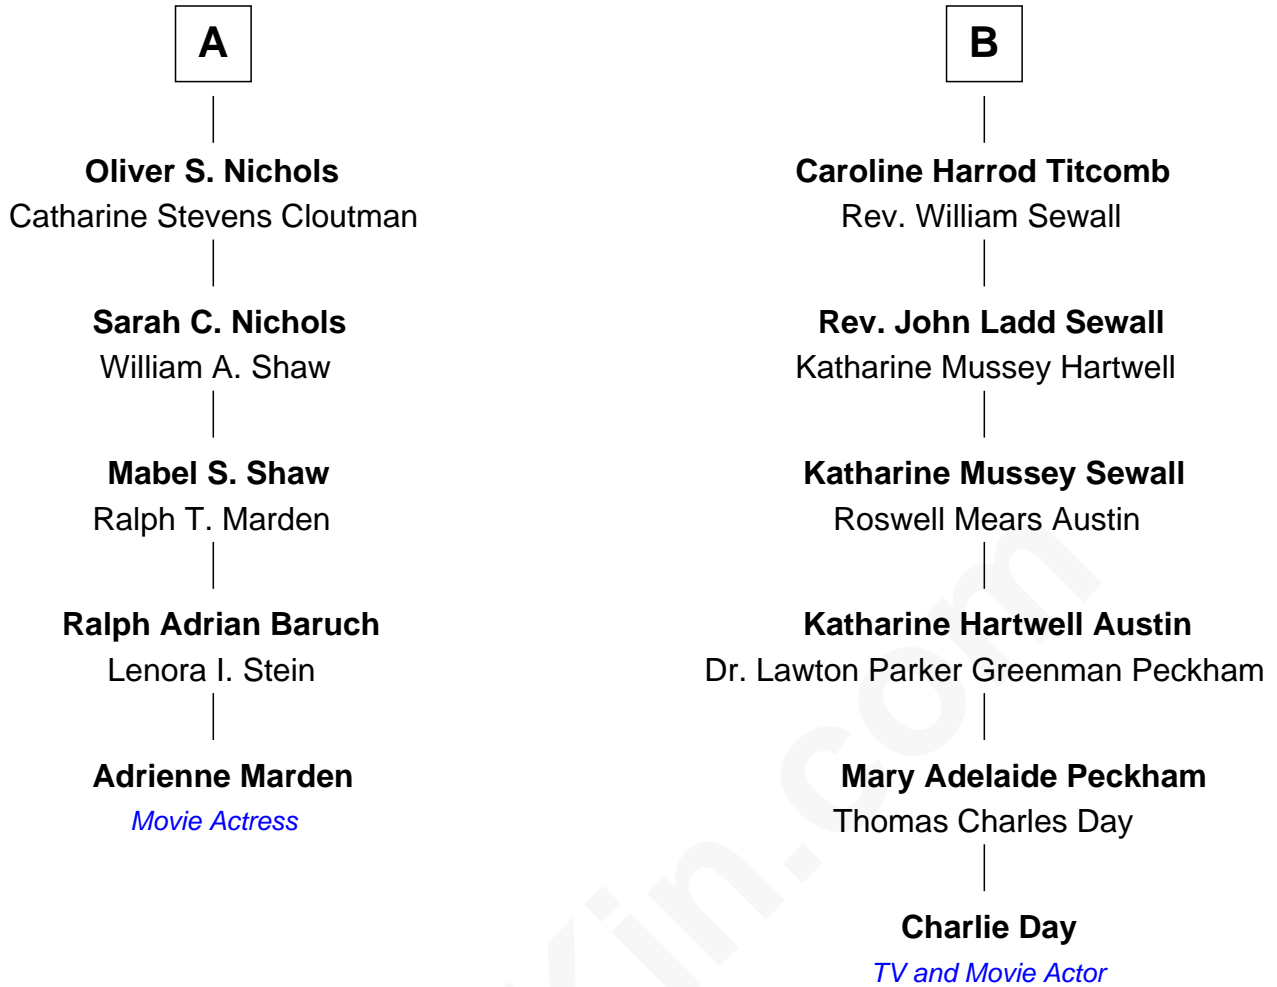 A
Oliver S. Nichols
Catharine Stevens Cloutman
Sarah C. Nichols
William A. Shaw
Mabel S. Shaw
Ralph T. Marden
Ralph Adrian Baruch
Lenora I. Stein
Adrienne Marden
Movie Actress
B
Caroline Harrod Titcomb
Rev. William Sewall
Rev. John Ladd Sewall
Katharine Mussey Hartwell
Katharine Mussey Sewall
Roswell Mears Austin
Katharine Hartwell Austin
Dr. Lawton Parker Greenman Peckham
Mary Adelaide Peckham
Thomas Charles Day
Charlie Day
TV and Movie Actor
Kin.com